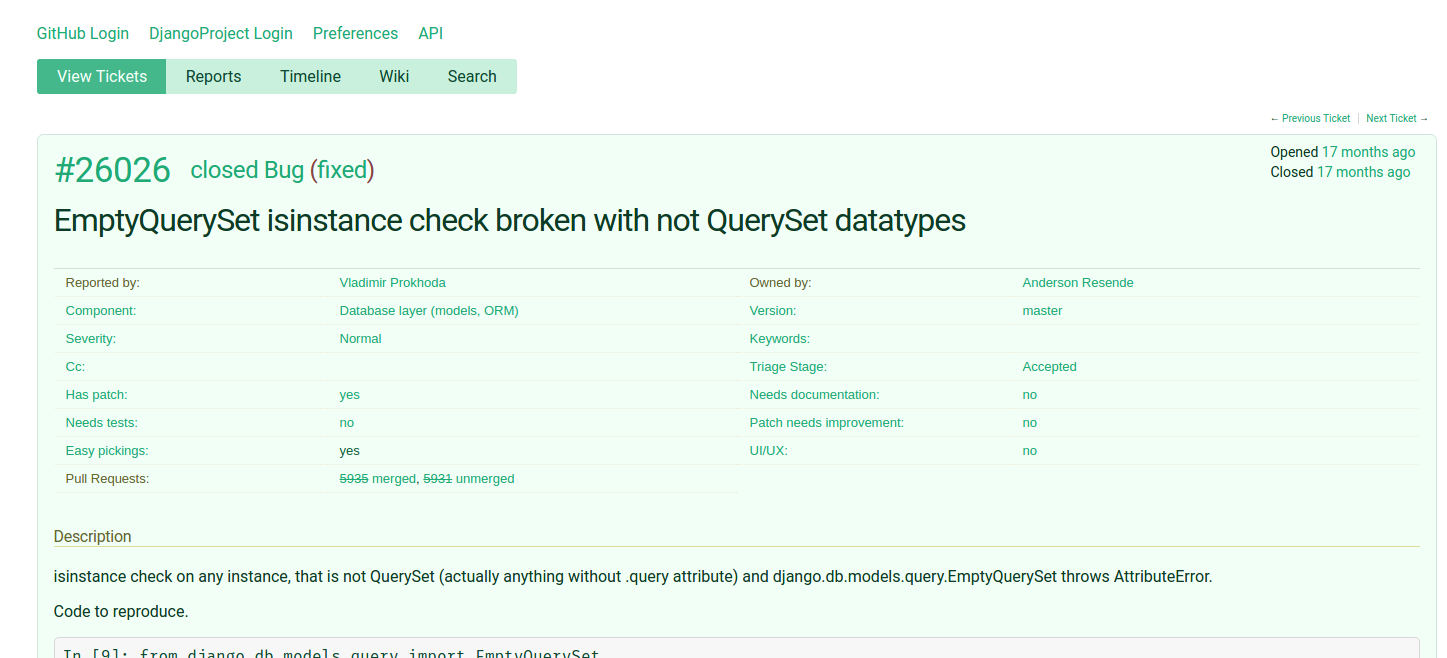 GitHub Login DjangoProject Login Preferences API
View Tickets Reports Timeline Wiki Search
← Previous Ticket | Next Ticket →
#26026 closed Bug (fixed)
Opened 17 months ago
Closed 17 months ago
EmptyQuerySet isinstance check broken with not QuerySet datatypes
Reported by: Vladimir Prokhoda Owned by: Anderson Resende
Component: Database layer (models, ORM) Version: master
Severity: Normal Keywords:
Cc: Triage Stage: Accepted
Has patch: yes Needs documentation: no
Needs tests: no Patch needs improvement: no
Easy pickings: yes UI/UX: no
Pull Requests: 5935 merged, 5931 unmerged
Description
isinstance check on any instance, that is not QuerySet (actually anything without .query attribute) and django.db.models.query.EmptyQuerySet throws AttributeError.
Code to reproduce.
In [9]: from django.db.models.query import EmptyQuerySet